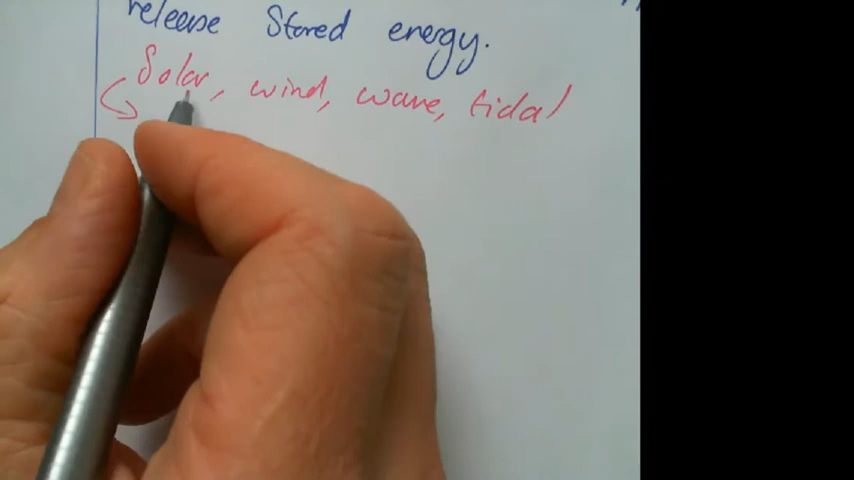 release Stored energy.
Solar, wind, wave, tidal